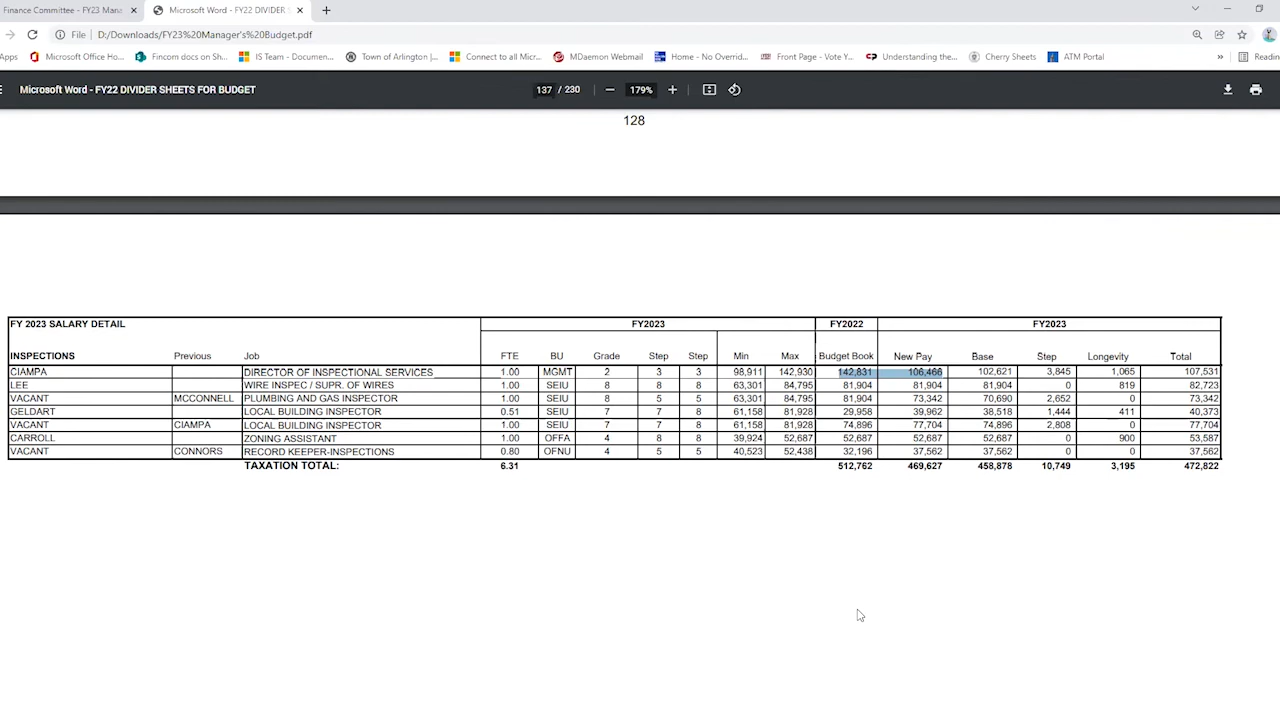 Finance Committee - FY23 Mana
Microsoft Word - FY22 DIVIDER S
File
D:/Downloads/FY23%20Manager's%20Budget.pdf
Apps
Microsoft Office Ho...
Fincom docs on Sh...
IS Team - Documen...
Town of Arlington |...
Connect to all Micr...
MDaemon Webmail
Home - No Overrid...
Front Page - Vote Y...
Understanding the...
Cherry Sheets
ATM Portal
»
Readin
Microsoft Word - FY22 DIVIDER SHEETS FOR BUDGET
137 / 230
179%
128
FY 2023 SALARY DETAIL FY2023 FY2022 FY2023
INSPECTIONS Previous Job FTE BU Grade Step Step Min Max Budget Book New Pay Base Step Longevity Total
CIAMPA DIRECTOR OF INSPECTIONAL SERVICES 1.00 MGMT 2 3 3 98,911 142,930 142,831 106,466 102,621 3,845 1,065 107,531
LEE WIRE INSPEC / SUPR. OF WIRES 1.00 SEIU 8 8 8 63,301 84,795 81,904 81,904 81,904 0 819 82,723
VACANT MCCONNELL PLUMBING AND GAS INSPECTOR 1.00 SEIU 8 5 5 63,301 84,795 81,904 73,342 70,690 2,652 0 73,342
GELDART LOCAL BUILDING INSPECTOR 0.51 SEIU 7 7 8 61,158 81,928 29,958 39,962 38,518 1,444 411 40,373
VACANT CIAMPA LOCAL BUILDING INSPECTOR 1.00 SEIU 7 7 8 61,158 81,928 74,896 77,704 74,896 2,808 0 77,704
CARROLL ZONING ASSISTANT 1.00 OFFA 4 8 8 39,924 52,687 52,687 52,687 52,687 0 900 53,587
VACANT CONNORS RECORD KEEPER-INSPECTIONS 0.80 OFNU 4 5 5 40,523 52,438 32,196 37,562 37,562 0 0 37,562
TAXATION TOTAL: 6.31 512,762 469,627 458,878 10,749 3,195 472,822